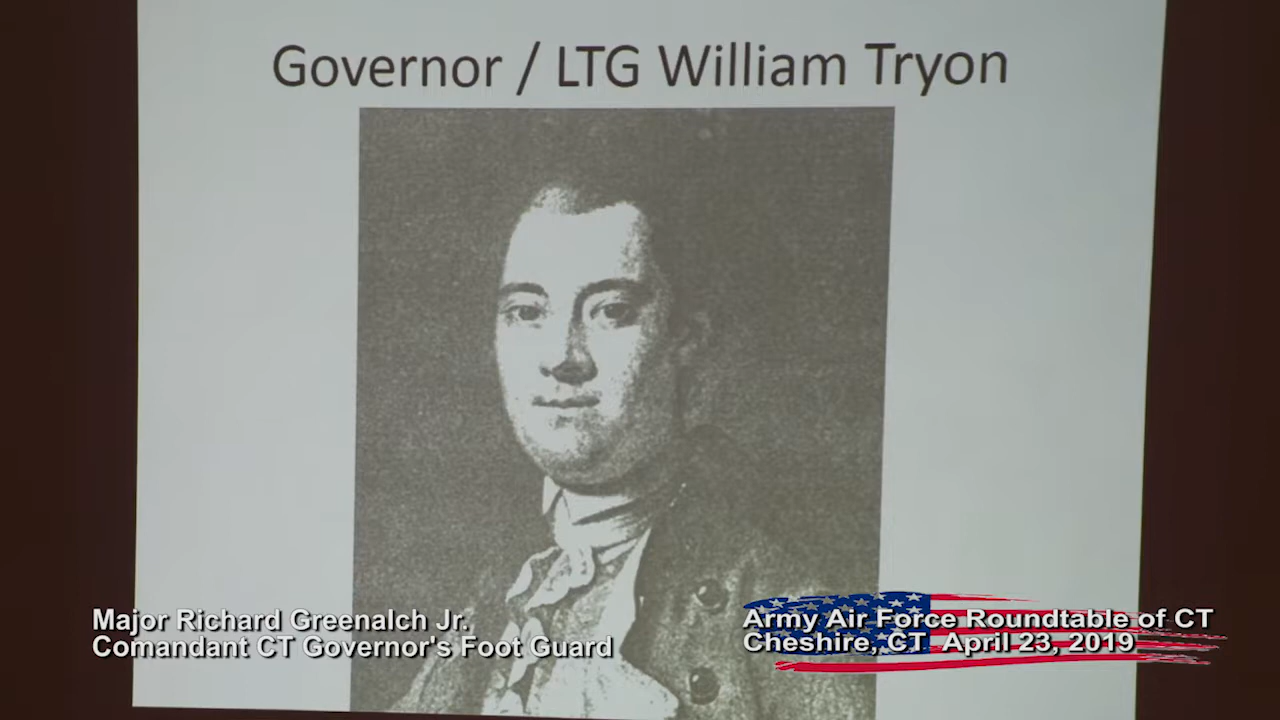 Governor / LTG William Tryon
Major Richard Greenalch Jr.
Comandant CT Governor's Foot Guard
Army Air Force Roundtable of CT
Cheshire, CT April 23, 2019